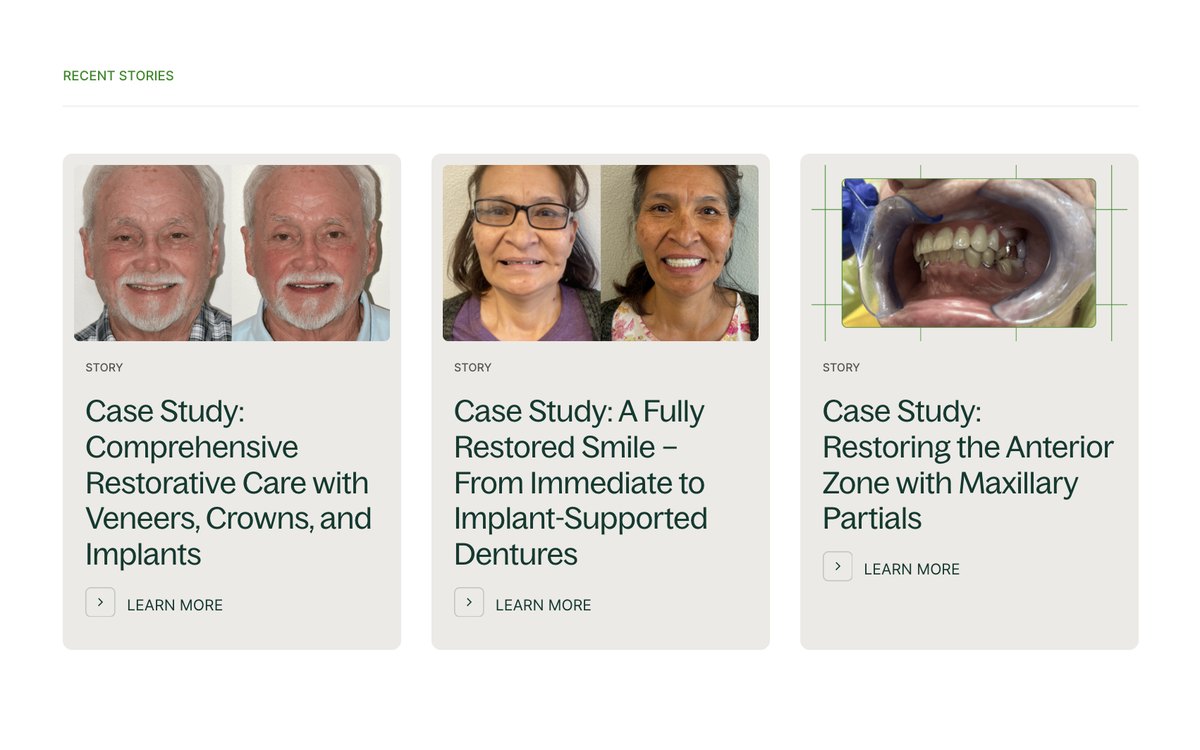 RECENT STORIES
STORY
Case Study:
Comprehensive
Restorative Care with
Veneers, Crowns, and
Implants
LEARN MORE
STORY
Case Study: A Fully
Restored Smile –
From Immediate to
Implant-Supported
Dentures
LEARN MORE
STORY
Case Study:
Restoring the Anterior
Zone with Maxillary
Partials
LEARN MORE